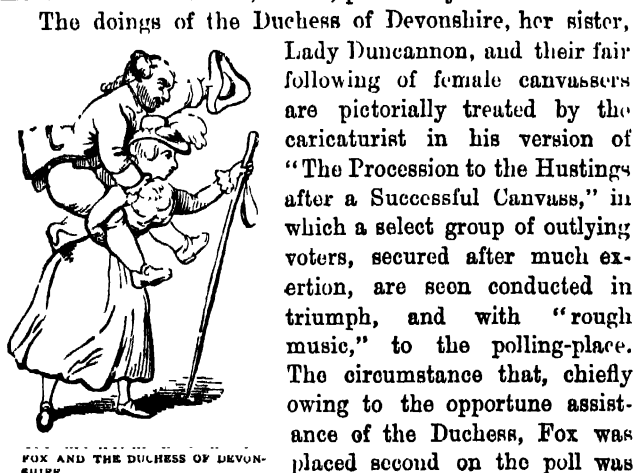 The doings of the Duchess of Devonshire, her sister,
Lady Duncannon, and their fair
following of female canvassers
are pictorially treated by the
caricaturist in his version of
“The Procession to the Hustings
after a Successful Canvass,” in
which a select group of outlying
voters, secured after much ex-
ertion, are seen conducted in
triumph, and with “rough
music,” to the polling-place.
The circumstance that, chiefly
owing to the opportune assist-
ance of the Duchess, Fox was
placed second on the poll was
FOX AND THE DUCHESS OF DEVON-
SHIRE